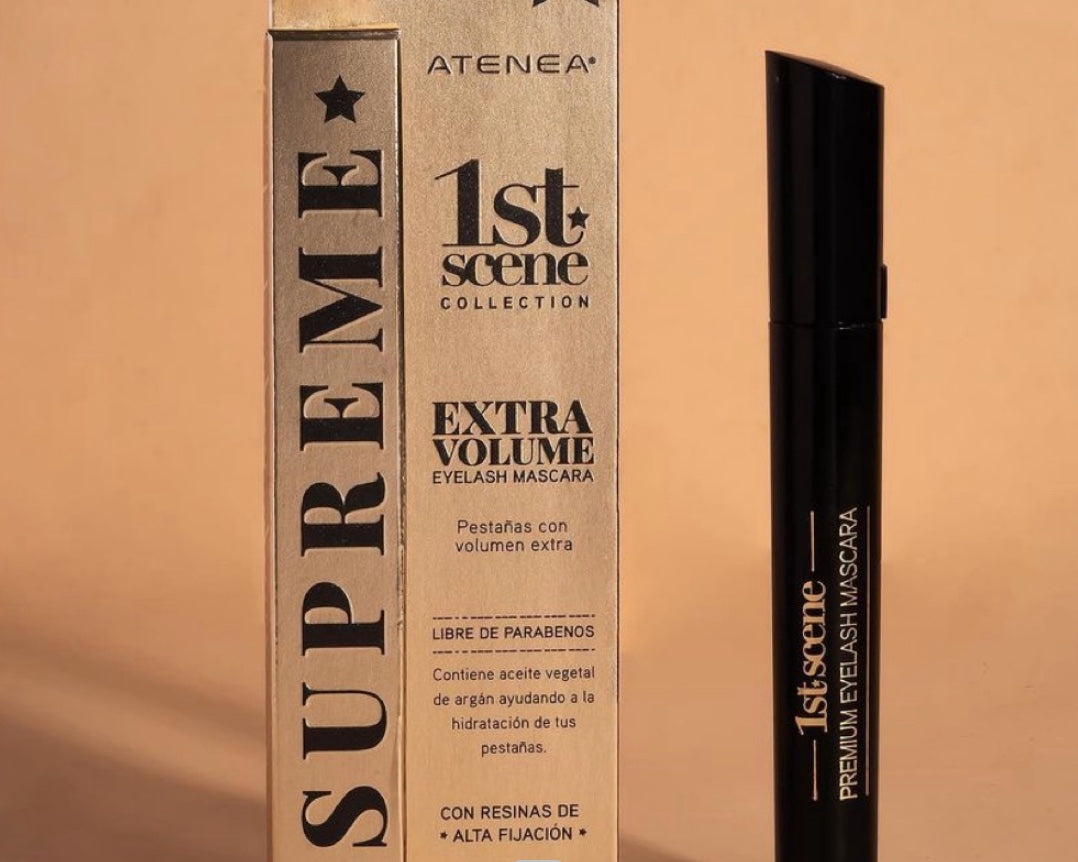 SUPREME
ATENEA
1st
scene
COLLECTION
EXTRA
VOLUME
EYELASH MASCARA
Pestañas con
volumen extra
LIBRE DE PARABENOS
Contiene aceite vegetal
de argán ayudando a la
hidratación de tus
pestañas.
CON RESINAS DE
* ALTA FIJACIÓN *
1st scene
PREMIUM EYELASH MASCARA